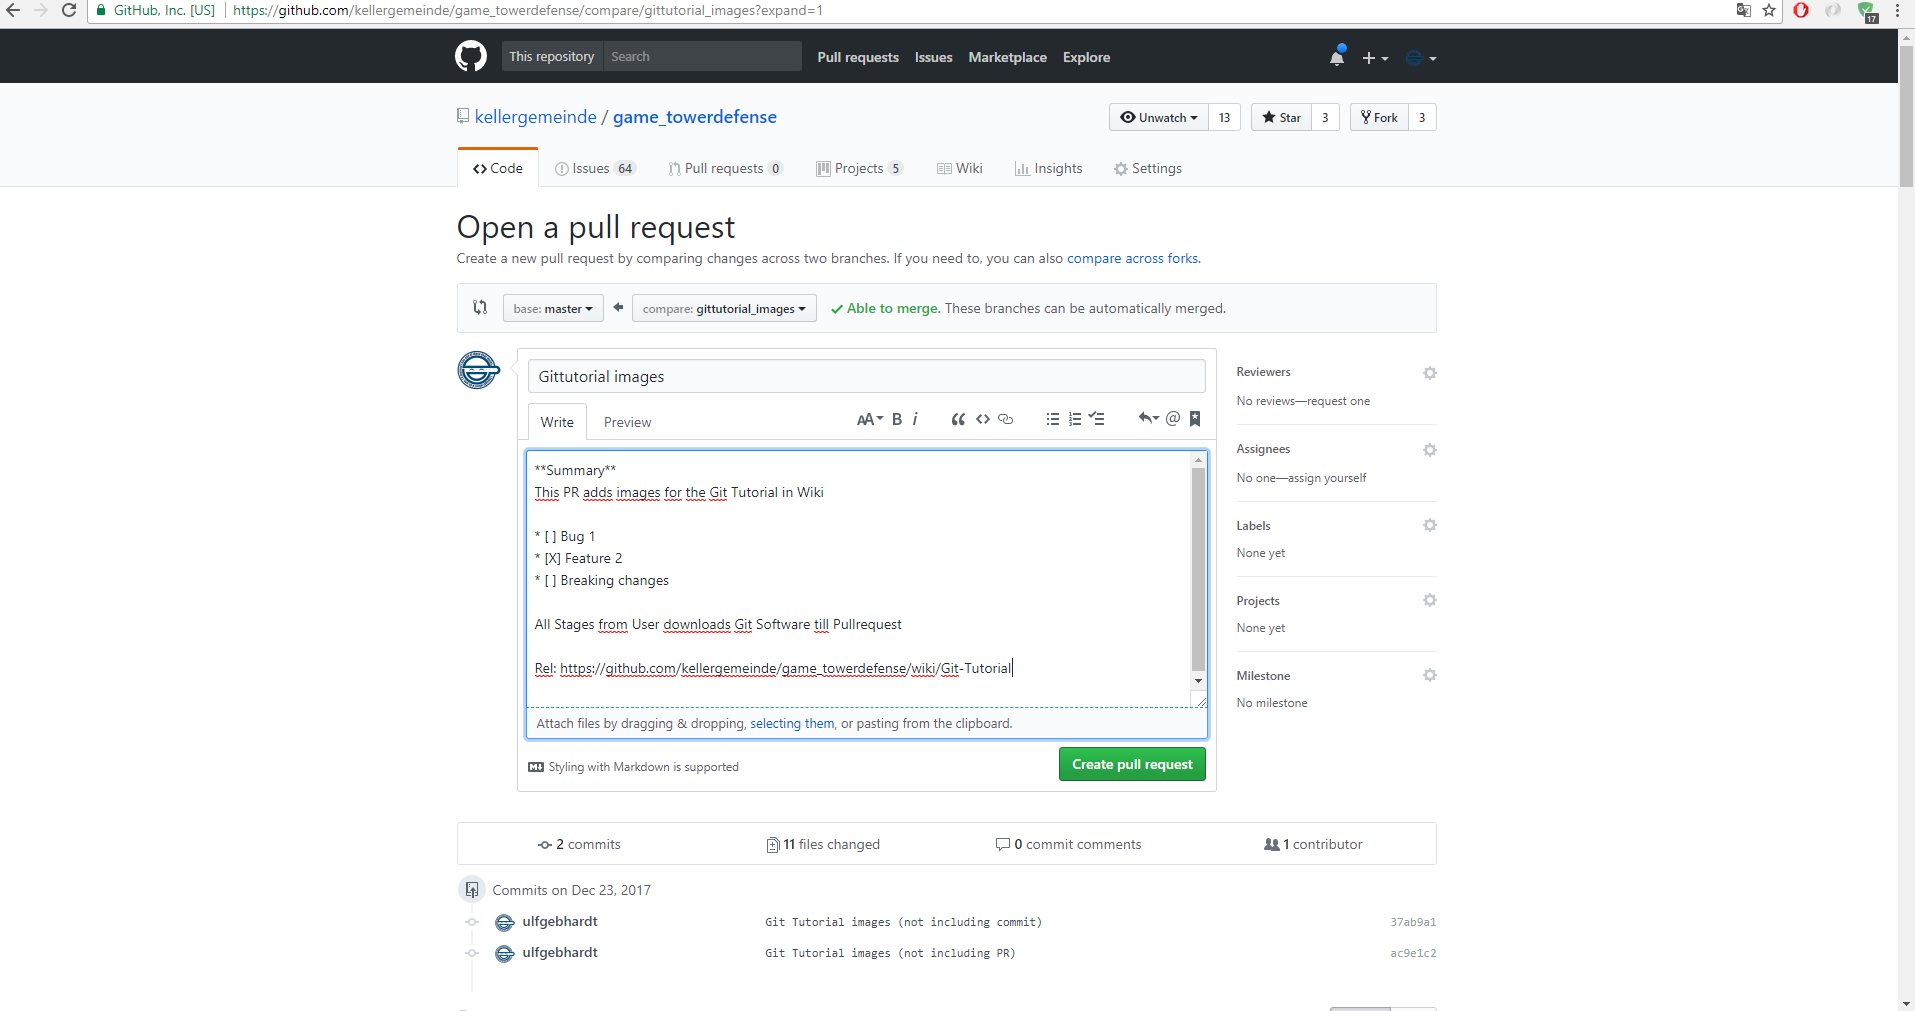 GitHub, Inc. [US] https://github.com/kellergemeinde/game_towerdefense/compare/gittutorial_images?expand=1
17
This repository Search Pull requests Issues Marketplace Explore
kellergemeinde / game_towerdefense
Unwatch 13 Star 3 Fork 3
Code Issues 64 Pull requests 0 Projects 5 Wiki Insights Settings
Open a pull request
Create a new pull request by comparing changes across two branches. If you need to, you can also compare across forks.
base: master compare: gittutorial_images Able to merge. These branches can be automatically merged.
Gittutorial images
Write Preview
AA B i
**Summary**
This PR adds images for the Git Tutorial in Wiki
* [ ] Bug 1
* [X] Feature 2
* [ ] Breaking changes
All Stages from User downloads Git Software till Pullrequest
Rel: https://github.com/kellergemeinde/game_towerdefense/wiki/Git-Tutorial
Attach files by dragging & dropping, selecting them, or pasting from the clipboard.
Styling with Markdown is supported
Create pull request
Reviewers
No reviews—request one
Assignees
No one—assign yourself
Labels
None yet
Projects
None yet
Milestone
No milestone
2 commits 11 files changed 0 commit comments 1 contributor
Commits on Dec 23, 2017
ulfgebhardt Git Tutorial images (not including commit) 37ab9a1
ulfgebhardt Git Tutorial images (not including PR) ac9e1c2